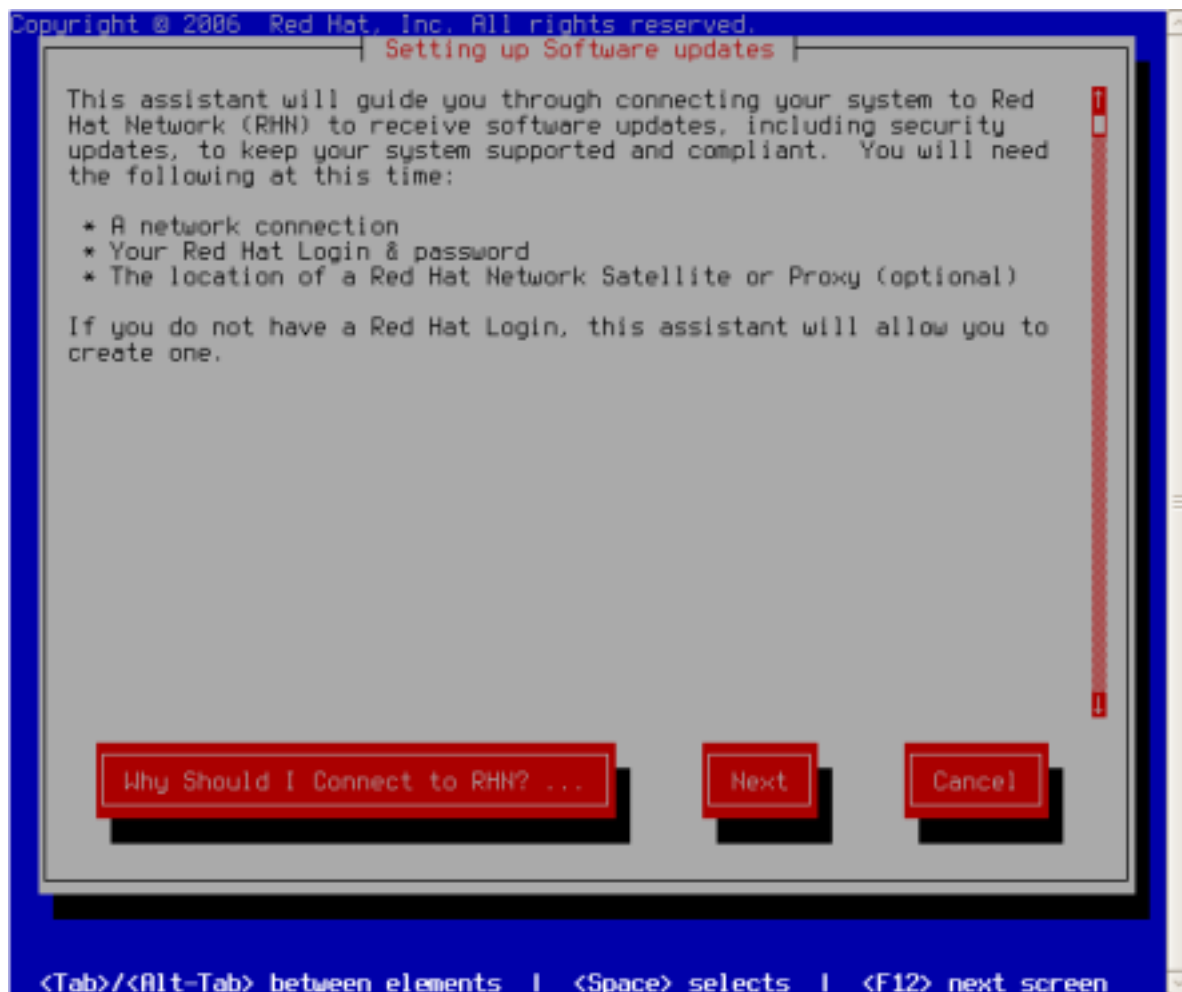 Copyright © 2006  Red Hat, Inc. All rights reserved.
Setting up Software updates
This assistant will guide you through connecting your system to Red
Hat Network (RHN) to receive software updates, including security
updates, to keep your system supported and compliant.  You will need
the following at this time:
* A network connection
* Your Red Hat Login & password
* The location of a Red Hat Network Satellite or Proxy (optional)
If you do not have a Red Hat Login, this assistant will allow you to
create one.
Why Should I Connect to RHN? ... Next Cancel
<Tab>/<Alt-Tab> between elements  |  <Space> selects  |  <F12> next screen